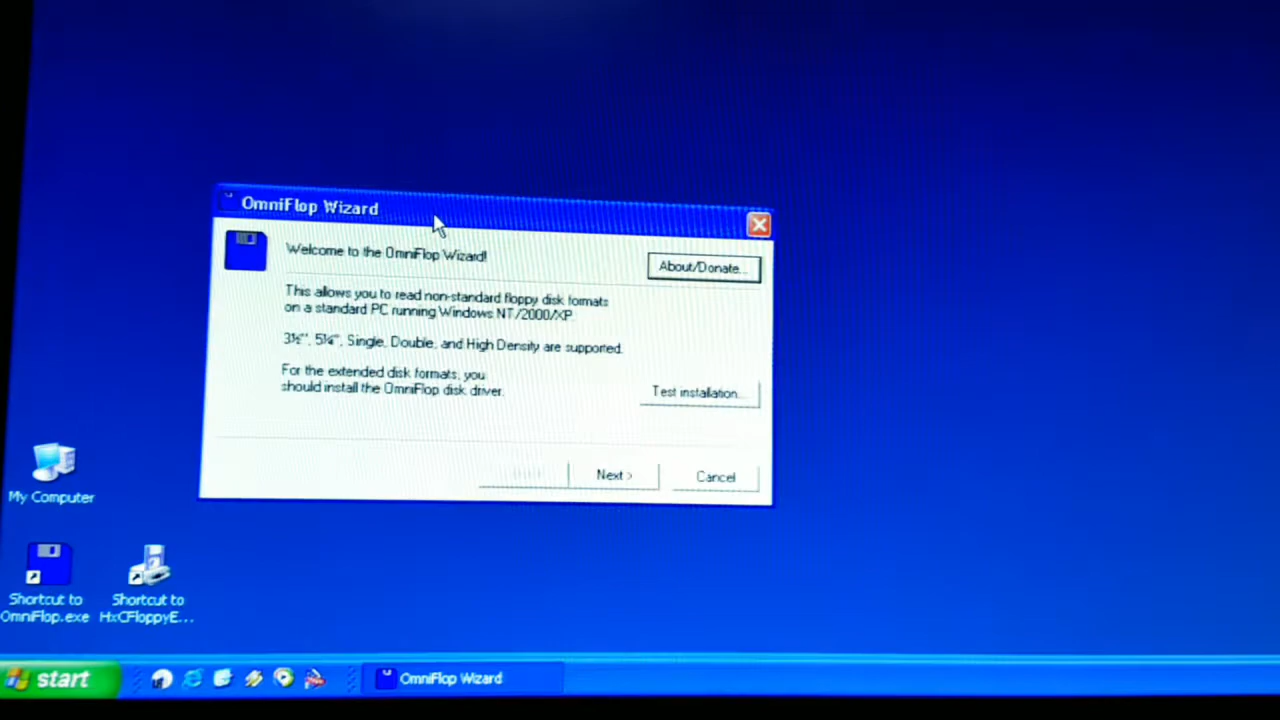 OmniFlop Wizard
Welcome to the OmniFlop Wizard!
About/Donate...
This allows you to read non-standard floppy disk formats
on a standard PC running Windows NT/2000/XP.
3½", 5¼", Single, Double, and High Density are supported.
For the extended disk formats, you
should install the OmniFlop disk driver.
Test installation...
Next >
Cancel
My Computer
Shortcut to
OmniFlop.exe
Shortcut to
HxCFloppyE...
start
OmniFlop Wizard